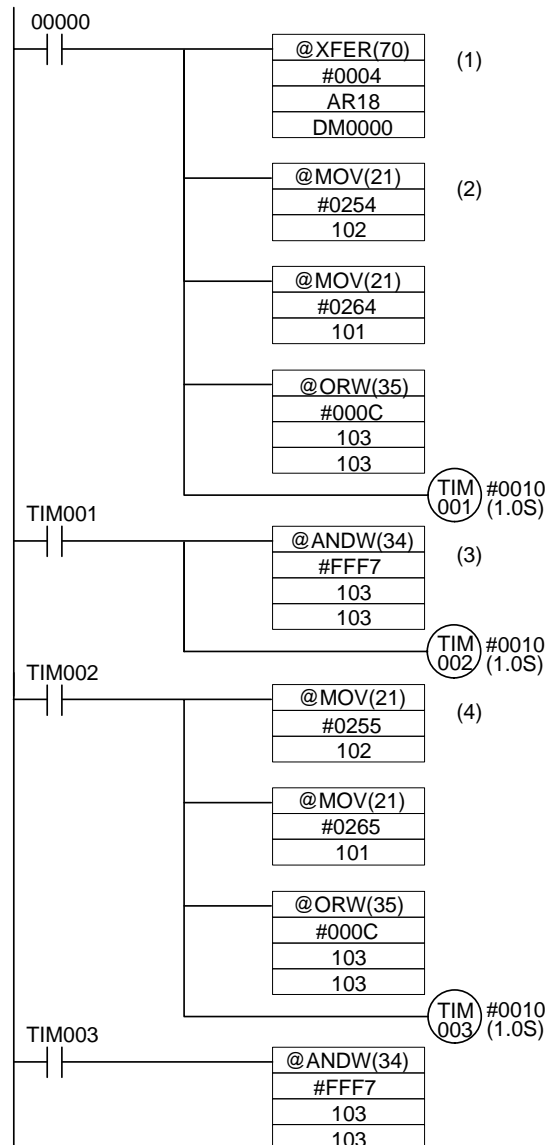 00000
@XFER(70)
(1)
#0004
AR18
DM0000
@MOV(21)
(2)
#0254
102
@MOV(21)
#0264
101
@ORW(35)
#000C
103
103
TIM #0010
001 (1.0S)
TIM001
@ANDW(34)
(3)
#FFF7
103
103
TIM #0010
002 (1.0S)
TIM002
@MOV(21)
(4)
#0255
102
@MOV(21)
#0265
101
@ORW(35)
#000C
103
103
TIM #0010
003 (1.0S)
TIM003
@ANDW(34)
#FFF7
103
103